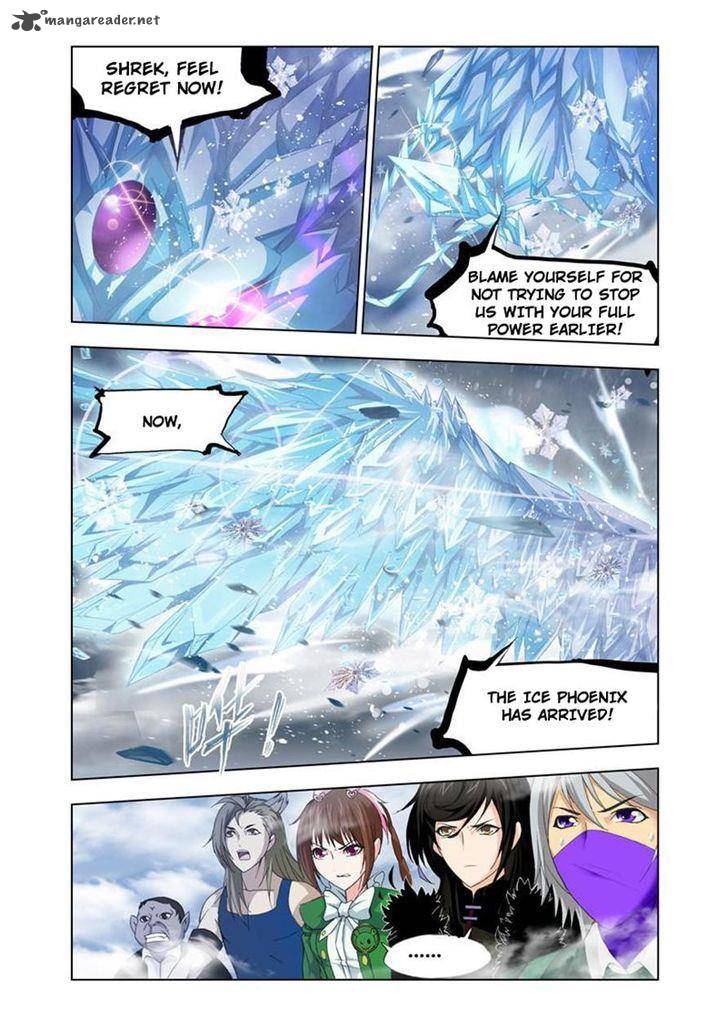 mangareader.net
SHREK, FEEL
REGRET NOW!
BLAME YOURSELF FOR
NOT TRYING TO STOP
US WITH YOUR FULL
POWER EARLIER!
NOW,
THE ICE PHOENIX
HAS ARRIVED!
......